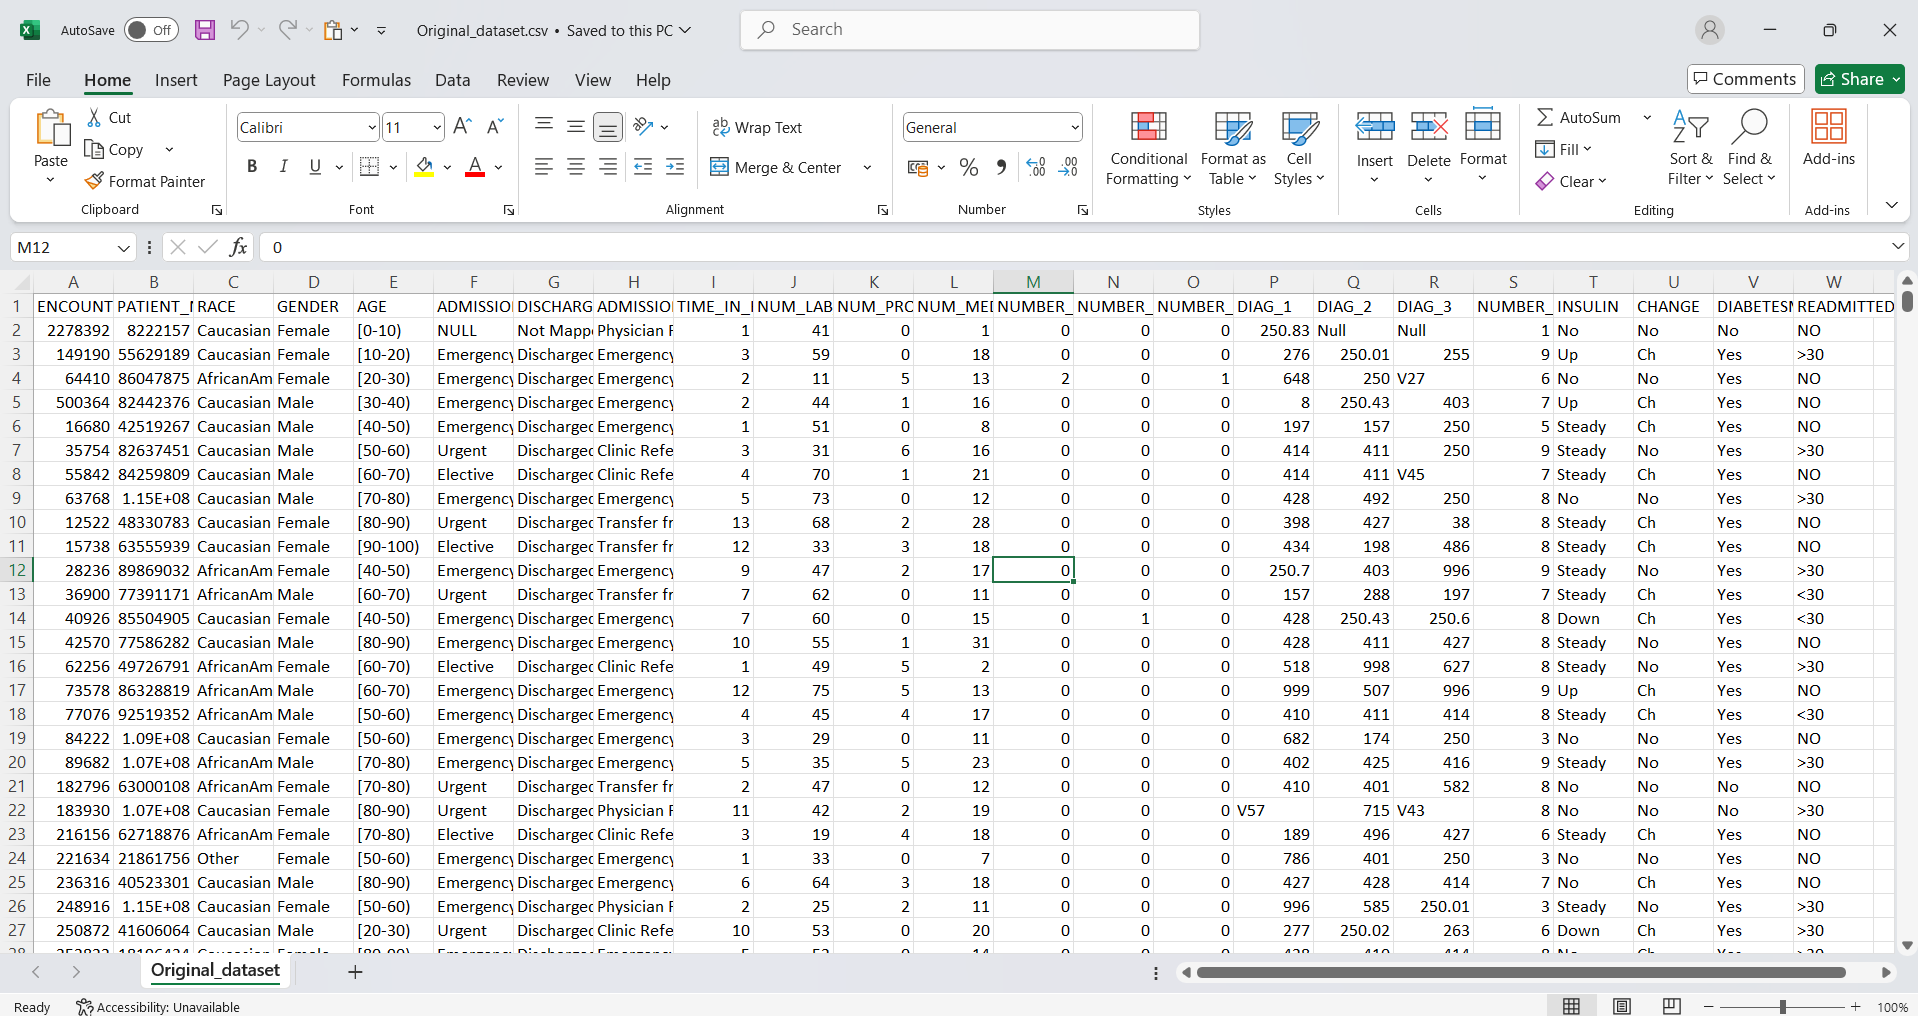 AutoSave Off Original_dataset.csv • Saved to this PC Search
File Home Insert Page Layout Formulas Data Review View Help Comments Share
Paste Cut Copy Format Painter Clipboard
Calibri 11 B I U A Font
Wrap Text Merge & Center Alignment
General % Number
Conditional Formatting Format as Table Cell Styles Styles
Insert Delete Format Cells
AutoSum Fill Clear Sort & Filter Find & Select Editing
Add-ins Add-ins
M12 fx 0
A B C D E F G H I J K L M N O P Q R S T U V W
1 ENCOUNT PATIENT_N RACE GENDER AGE ADMISSIO DISCHARG ADMISSIO TIME_IN_ NUM_LAB NUM_PRO NUM_MED NUMBER_ NUMBER_ NUMBER_ DIAG_1 DIAG_2 DIAG_3 NUMBER_ INSULIN CHANGE DIABETESM READMITTED
2 2278392 8222157 Caucasian Female [0-10) NULL Not Mapp Physician F 1 41 0 1 0 0 0 250.83 Null Null 1 No No No NO
3 149190 55629189 Caucasian Female [10-20) Emergency Discharged Emergency 3 59 0 18 0 0 0 276 250.01 255 9 Up Ch Yes >30
4 64410 86047875 AfricanAm Female [20-30) Emergency Discharged Emergency 2 11 5 13 2 0 1 648 250 V27 6 No No Yes NO
5 500364 82442376 Caucasian Male [30-40) Emergency Discharged Emergency 2 44 1 16 0 0 0 8 250.43 403 7 Up Ch Yes NO
6 16680 42519267 Caucasian Male [40-50) Emergency Discharged Emergency 1 51 0 8 0 0 0 197 157 250 5 Steady Ch Yes NO
7 35754 82637451 Caucasian Male [50-60) Urgent Discharged Clinic Refe 3 31 6 16 0 0 0 414 411 250 9 Steady No Yes >30
8 55842 84259809 Caucasian Male [60-70) Elective Discharged Clinic Refe 4 70 1 21 0 0 0 414 411 V45 7 Steady Ch Yes NO
9 63768 1.15E+08 Caucasian Male [70-80) Emergency Discharged Emergency 5 73 0 12 0 0 0 428 492 250 8 No No Yes >30
10 12522 48330783 Caucasian Female [80-90) Urgent Discharged Transfer fr 13 68 2 28 0 0 0 398 427 38 8 Steady Ch Yes NO
11 15738 63555939 Caucasian Female [90-100) Elective Discharged Transfer fr 12 33 3 18 0 0 0 434 198 486 8 Steady Ch Yes NO
12 28236 89869032 AfricanAm Female [40-50) Emergency Discharged Emergency 9 47 2 17 0 0 0 250.7 403 996 9 Steady No Yes >30
13 36900 77391171 AfricanAm Male [60-70) Urgent Discharged Transfer fr 7 62 0 11 0 0 0 157 288 197 7 Steady Ch Yes <30
14 40926 85504905 Caucasian Female [40-50) Emergency Discharged Emergency 7 60 0 15 0 1 0 428 250.43 250.6 8 Down Ch Yes <30
15 42570 77586282 Caucasian Male [80-90) Emergency Discharged Emergency 10 55 1 31 0 0 0 428 411 427 8 Steady No Yes NO
16 62256 49726791 AfricanAm Female [60-70) Elective Discharged Clinic Refe 1 49 5 2 0 0 0 518 998 627 8 Steady No Yes >30
17 73578 86328819 AfricanAm Male [60-70) Emergency Discharged Emergency 12 75 5 13 0 0 0 999 507 996 9 Up Ch Yes NO
18 77076 92519352 AfricanAm Male [50-60) Emergency Discharged Emergency 4 45 4 17 0 0 0 410 411 414 8 Steady Ch Yes <30
19 84222 1.09E+08 Caucasian Female [50-60) Emergency Discharged Emergency 3 29 0 11 0 0 0 682 174 250 3 No No Yes NO
20 89682 1.07E+08 AfricanAm Male [70-80) Emergency Discharged Emergency 5 35 5 23 0 0 0 402 425 416 9 Steady No Yes >30
21 182796 63000108 AfricanAm Female [70-80) Urgent Discharged Transfer fr 2 47 0 12 0 0 0 410 401 582 8 No No No NO
22 183930 1.07E+08 Caucasian Female [80-90) Urgent Discharged Physician F 11 42 2 19 0 0 0 V57 715 V43 8 No No No >30
23 216156 62718876 AfricanAm Female [70-80) Elective Discharged Clinic Refe 3 19 4 18 0 0 0 189 496 427 6 Steady Ch Yes NO
24 221634 21861756 Other Female [50-60) Emergency Discharged Emergency 1 33 0 7 0 0 0 786 401 250 3 No No Yes NO
25 236316 40523301 Caucasian Male [80-90) Emergency Discharged Emergency 6 64 3 18 0 0 0 427 428 414 7 No Ch Yes NO
26 248916 1.15E+08 Caucasian Female [50-60) Emergency Discharged Physician F 2 25 2 11 0 0 0 996 585 250.01 3 Steady No Yes >30
27 250872 41606064 Caucasian Male [20-30) Urgent Discharged Clinic Refe 10 53 0 20 0 0 0 277 250.02 263 6 Down Ch Yes >30
Original_dataset
Ready Accessibility: Unavailable 100%